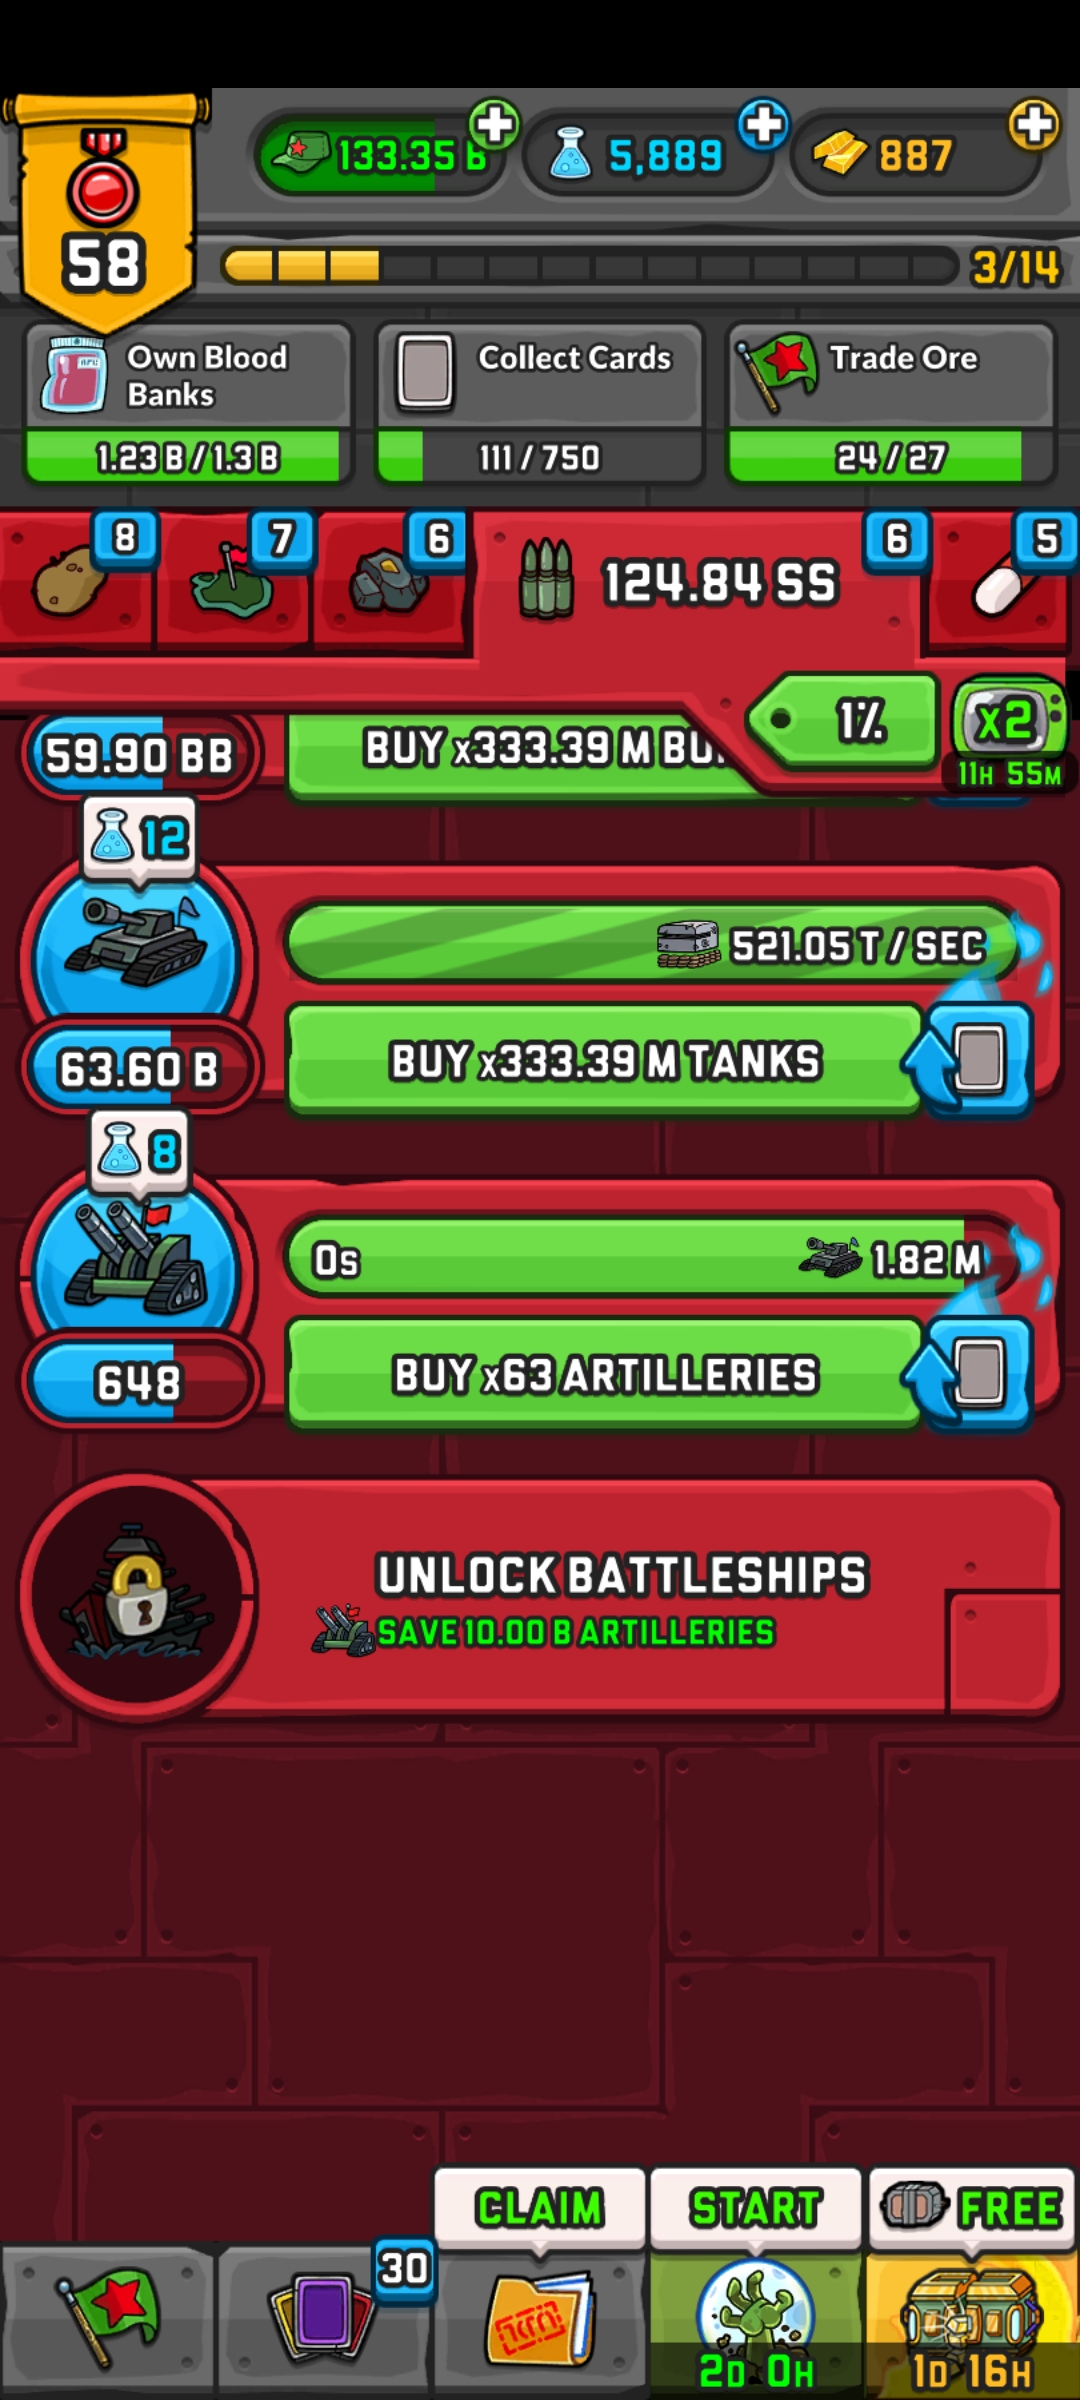 133.35 B
5,889
887
58
3/14
Own Blood
Banks
1.23 B / 1.3 B
Collect Cards
111 / 750
Trade Ore
24 / 27
8
7
6
124.84 SS
6
5
1%
x2
11H 55M
59.90 BB
BUY x333.39 M BU
12
521.05 T / SEC
63.60 B
BUY x333.39 M TANKS
8
0s
1.82 M
648
BUY x63 ARTILLERIES
UNLOCK BATTLESHIPS
SAVE 10.00 B ARTILLERIES
CLAIM
START
FREE
30
2D 0H
1D 16H